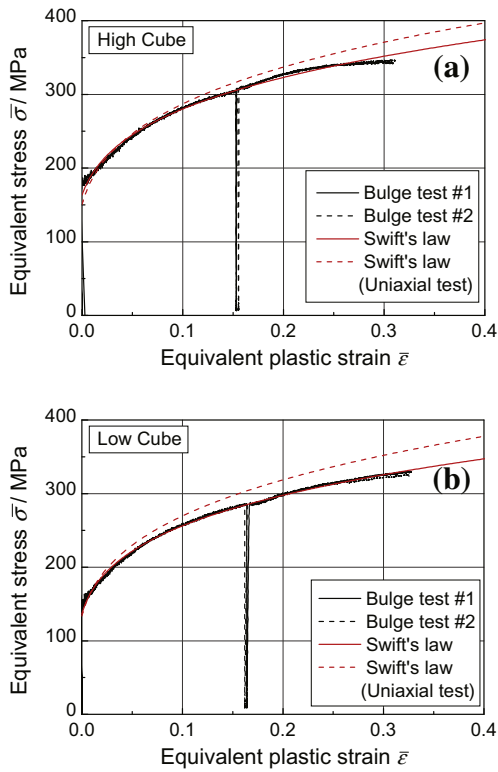 High Cube
(a)
Equivalent stress σ̄ / MPa
400
300
200
100
0
0.0
0.1
0.2
0.3
0.4
Equivalent plastic strain ε̄
Bulge test #1
Bulge test #2
Swift's law
Swift's law
(Uniaxial test)
Low Cube
(b)
Equivalent stress σ̄ / MPa
400
300
200
100
0
0.0
0.1
0.2
0.3
0.4
Equivalent plastic strain ε̄
Bulge test #1
Bulge test #2
Swift's law
Swift's law
(Uniaxial test)